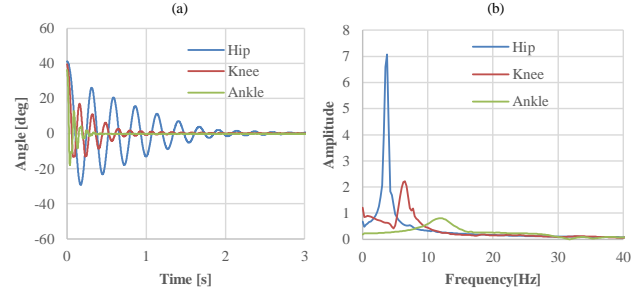 (a)
60
40
20
0
-20
-40
-60
0
1
2
3
Angle [deg]
Time [s]
Hip
Knee
Ankle
(b)
8
7
6
5
4
3
2
1
0
0
10
20
30
40
Amplitude
Frequency[Hz]
Hip
Knee
Ankle